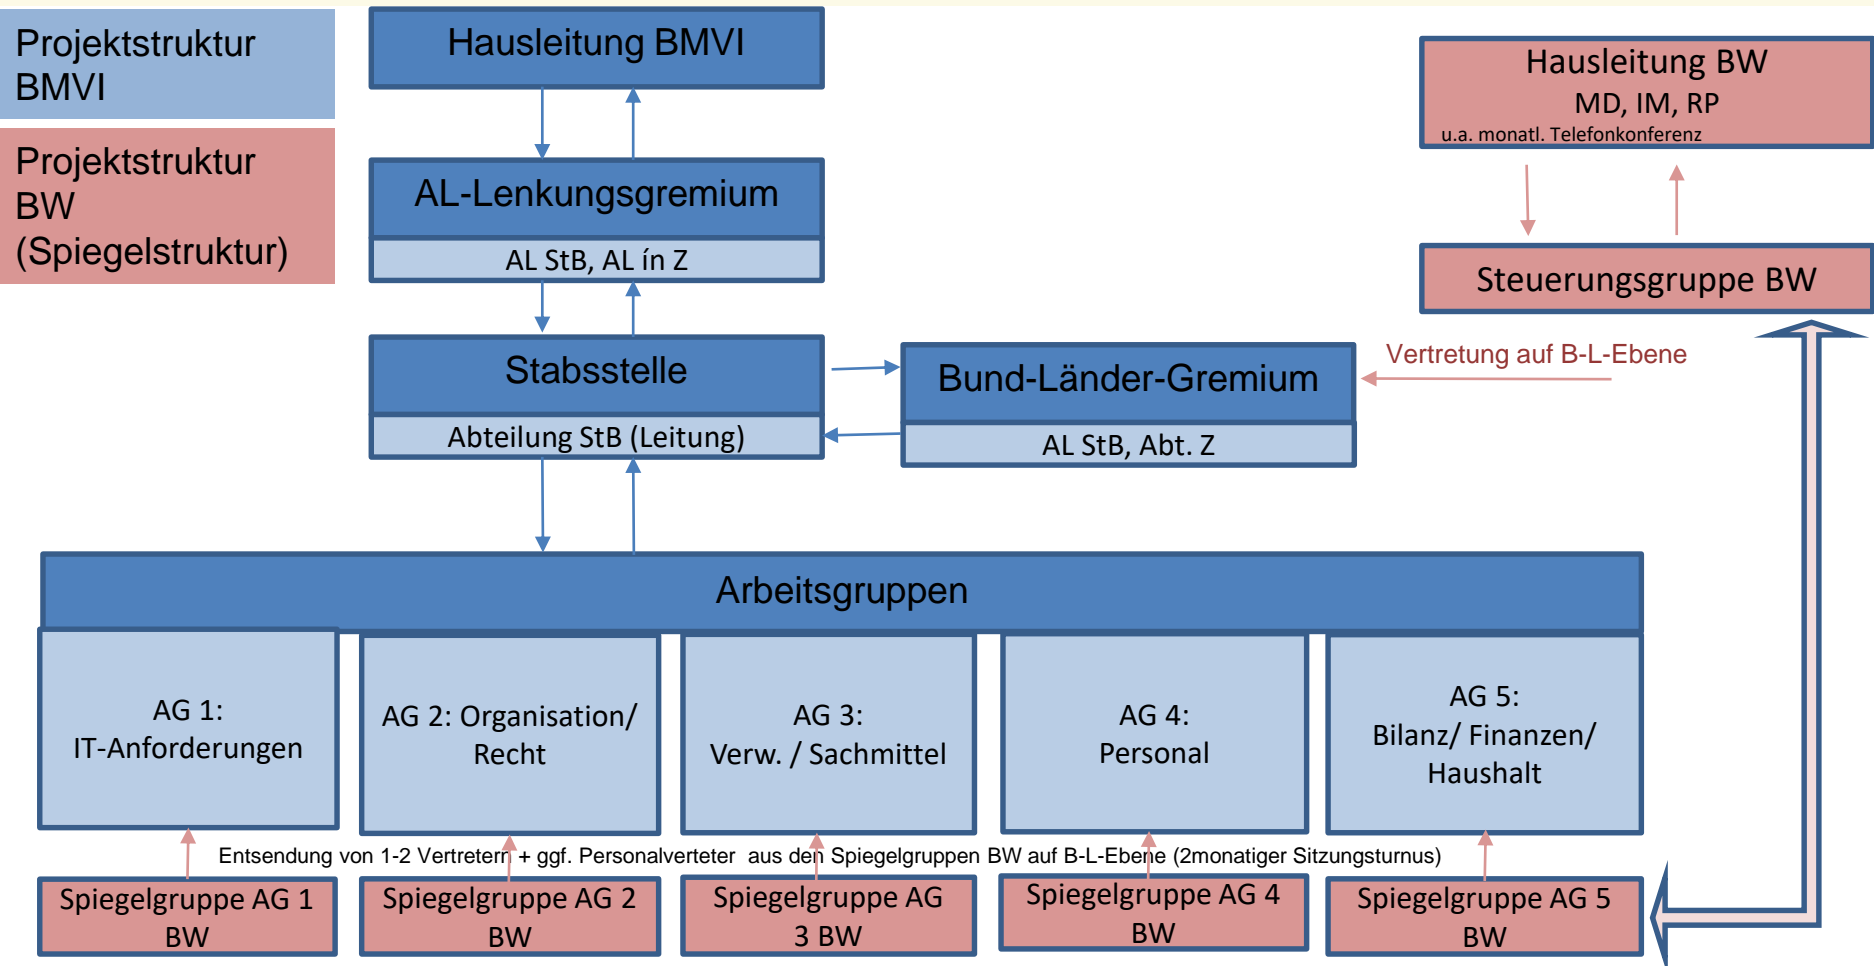 Projektstruktur
BMVI
Projektstruktur
BW
(Spiegelstruktur)
Hausleitung BMVI
AL-Lenkungsgremium
AL StB, AL ín Z
Stabsstelle
Abteilung StB (Leitung)
Bund-Länder-Gremium
AL StB, Abt. Z
Hausleitung BW
MD, IM, RP
u.a. monatl. Telefonkonferenz
Steuerungsgruppe BW
Vertretung auf B-L-Ebene
Arbeitsgruppen
AG 1:
IT-Anforderungen
AG 2: Organisation/
Recht
AG 3:
Verw. / Sachmittel
AG 4:
Personal
AG 5:
Bilanz/ Finanzen/
Haushalt
Entsendung von 1-2 Vertretern + ggf. Personalverteter aus den Spiegelgruppen BW auf B-L-Ebene (2monatiger Sitzungsturnus)
Spiegelgruppe AG 1
BW
Spiegelgruppe AG 2
BW
Spiegelgruppe AG
3 BW
Spiegelgruppe AG 4
BW
Spiegelgruppe AG 5
BW